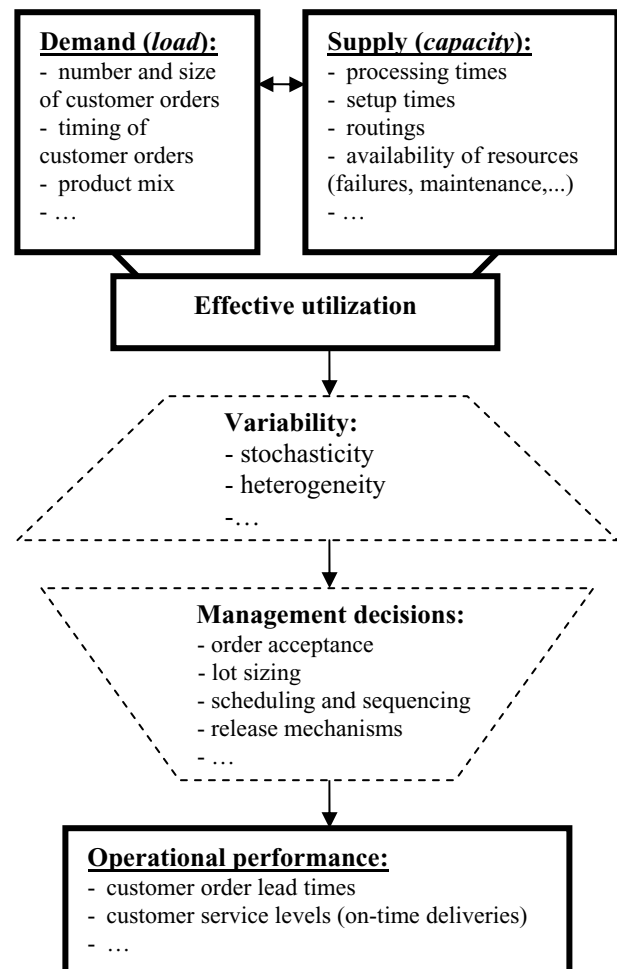 Demand (load):
- number and size
of customer orders
- timing of
customer orders
- product mix
- …
Supply (capacity):
- processing times
- setup times
- routings
- availability of resources
(failures, maintenance,...)
- …
Effective utilization
Variability:
- stochasticity
- heterogeneity
-…
Management decisions:
- order acceptance
- lot sizing
- scheduling and sequencing
- release mechanisms
- …
Operational performance:
- customer order lead times
- customer service levels (on-time deliveries)
- …